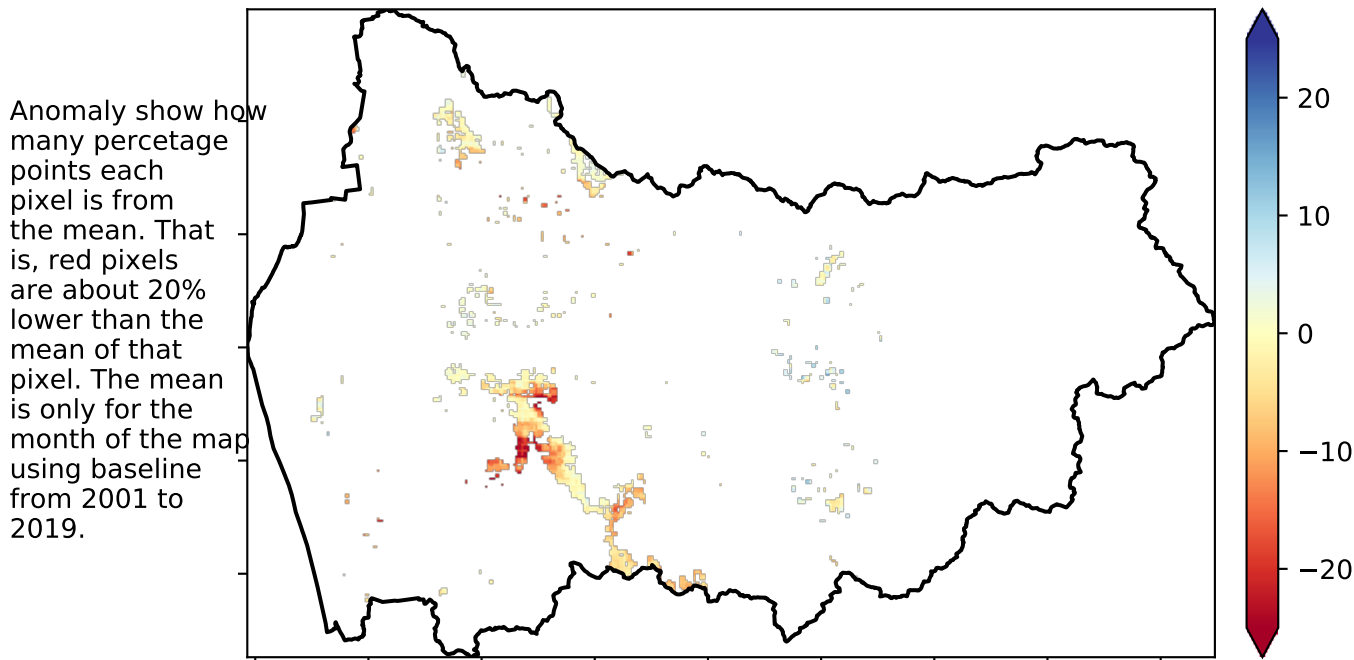 Anomaly show how
many percetage
points each
pixel is from
the mean. That
is, red pixels
are about 20%
lower than the
mean of that
pixel. The mean
is only for the
month of the map
using baseline
from 2001 to
2019.
20
10
0
−10
−20